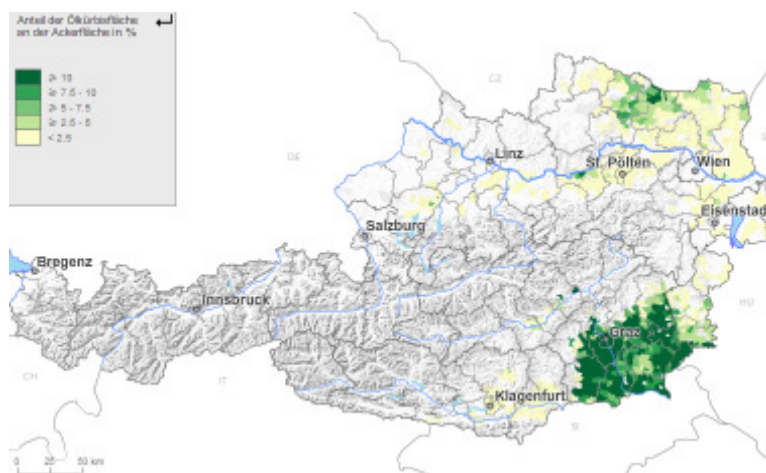 Anteil der Ölkürbisfläche
an der Ackerfläche in %
≥ 10
≥ 7.5 - 10
≥ 5 - 7.5
≥ 2.5 - 5
< 2.5
CZ
DE
Linz
St. Pölten
Wien
Eisenstadt
Salzburg
Bregenz
Innsbruck
HU
Graz
CH
IT
Klagenfurt
SI
0 25 50 km